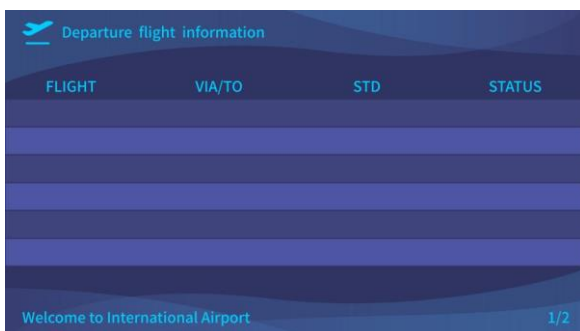 Departure flight information
FLIGHT VIA/TO STD STATUS
Welcome to International Airport 1/2